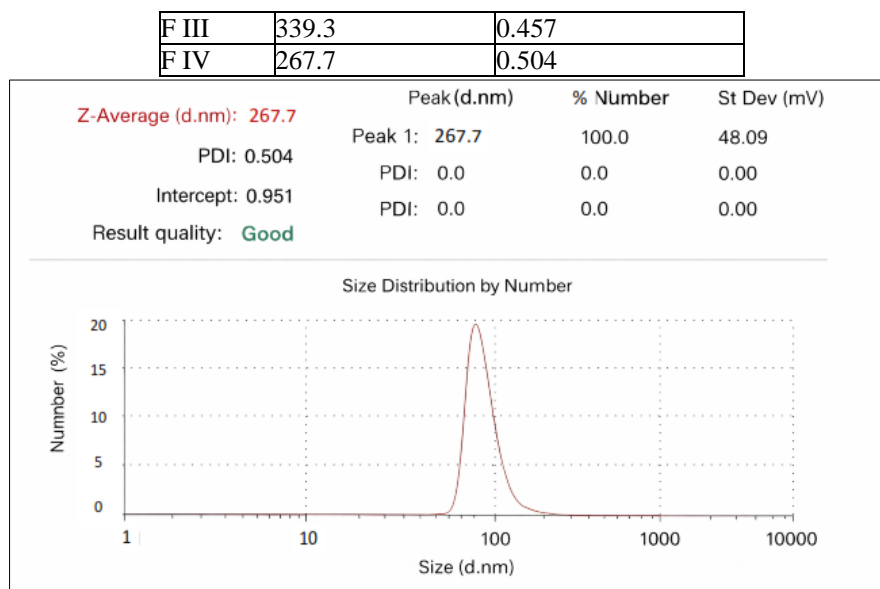 F III 339.3 0.457
F IV 267.7 0.504
Z-Average (d.nm): 267.7
PDI: 0.504
Intercept: 0.951
Result quality: Good
Peak (d.nm) % Number St Dev (mV)
Peak 1: 267.7 100.0 48.09
PDI: 0.0 0.0 0.00
PDI: 0.0 0.0 0.00
Size Distribution by Number
Numnber (%)
20
15
10
5
0
1 10 100 1000 10000
Size (d.nm)